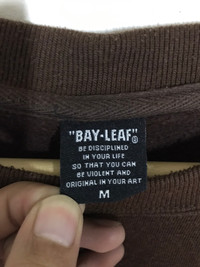 "BAY-LEAF"®
BE DISCIPLINED
IN YOUR LIFE
SO THAT YOU CAN
BE VIOLENT AND
ORIGINAL IN YOUR ART
M